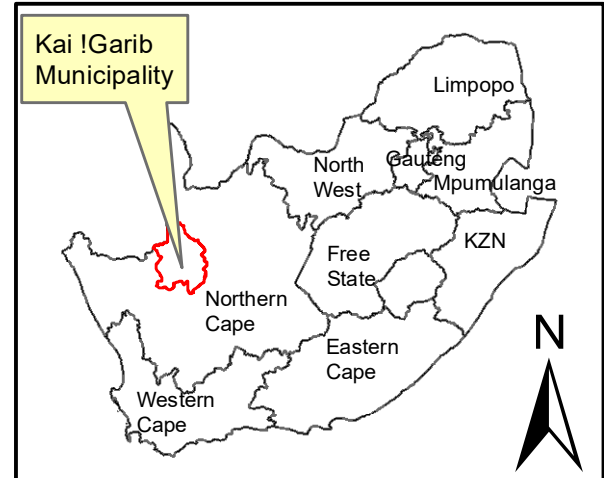 Kai !Garib
Municipality
Limpopo
North
West
Gauteng
Mpumulanga
KZN
Free
State
Northern
Cape
Eastern
Cape
Western
Cape
N